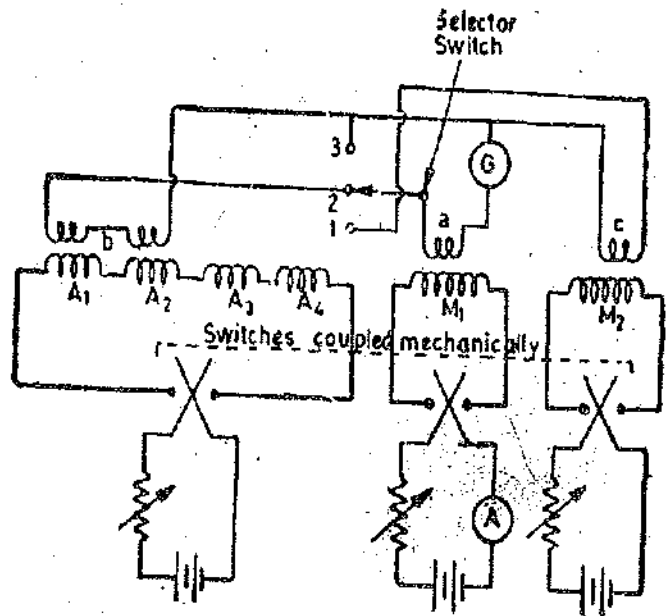 Selector
Switch
3
G
2
a
c
1
b
A1 A2 A3 A4
M1
M2
Switches coupled mechanically
A